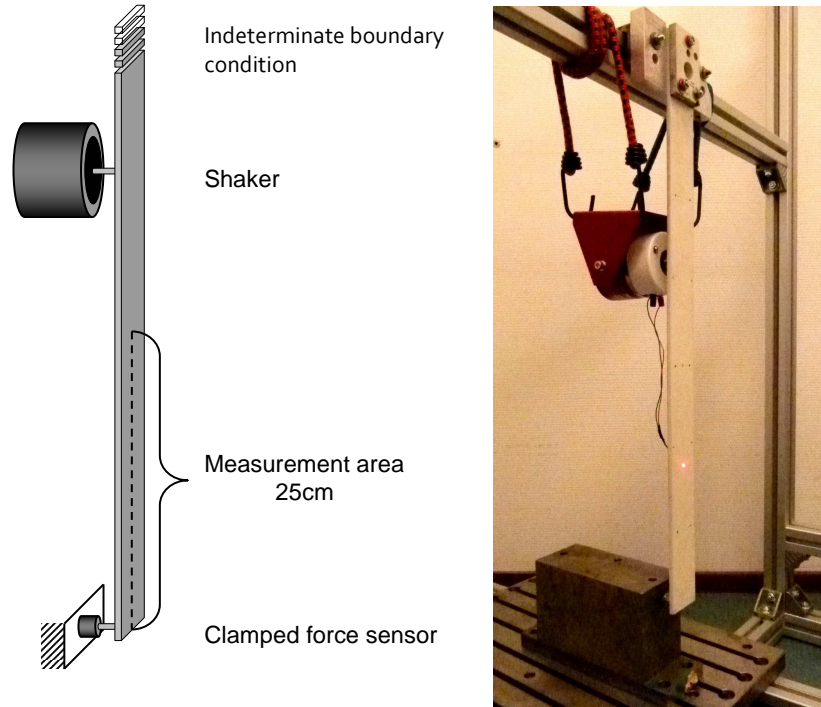 Indeterminate boundary
condition
Shaker
Measurement area
25cm
Clamped force sensor